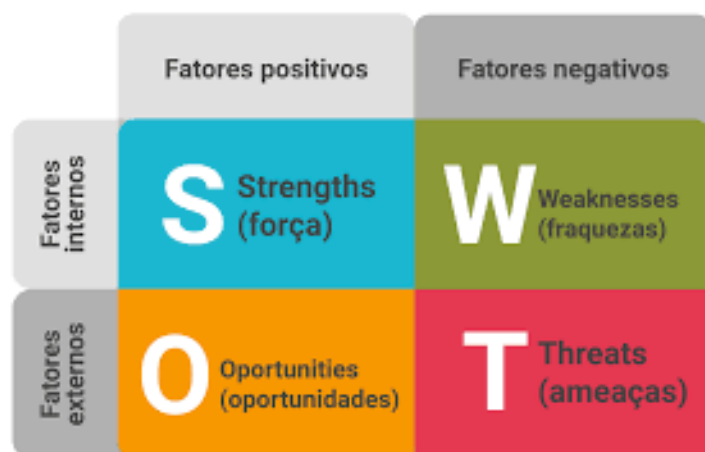 Fatores positivos
Fatores negativos
Fatores
internos
S
Strengths
(força)
W
Weaknesses
(fraquezas)
Fatores
externos
O
Oportunities
(oportunidades)
T
Threats
(ameaças)